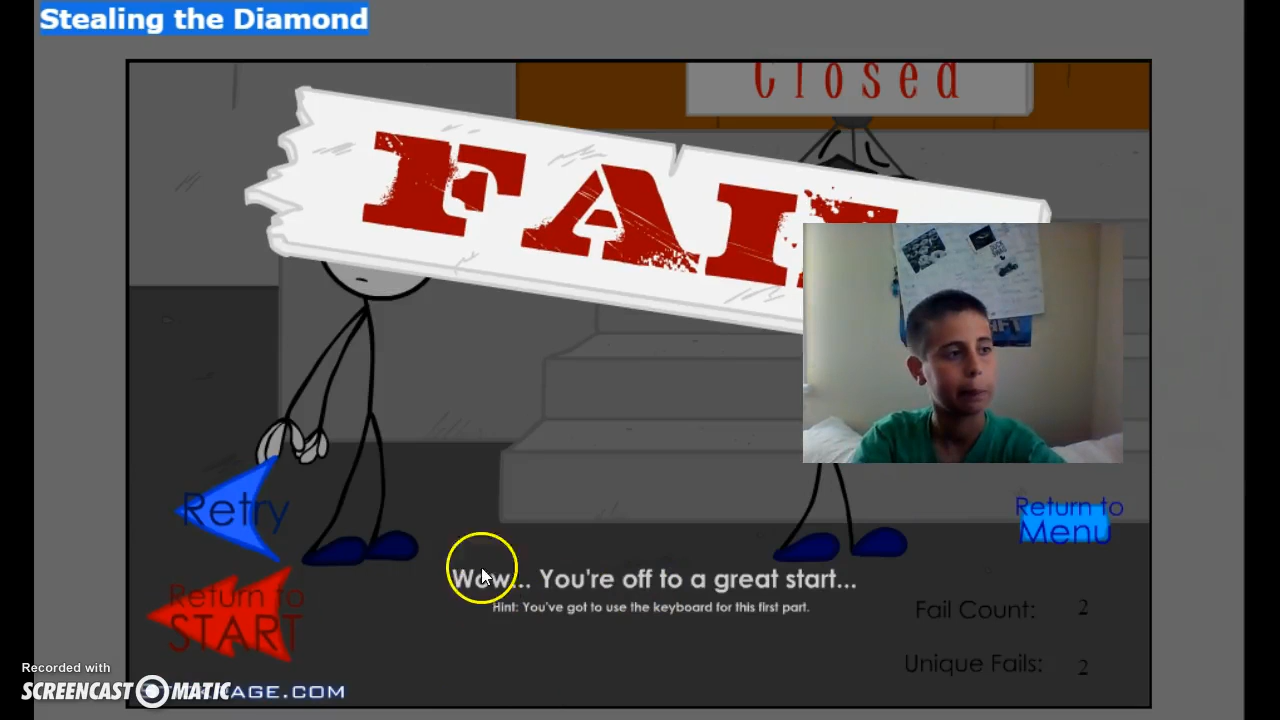 Stealing the Diamond
Closed
FAI
Retry
Return to
Menu
Wow... You're off to a great start...
Hint: You've got to use the keyboard for this first part.
Return to
START
Fail Count: 2
Unique Fails: 2
Recorded with
SCREENCAST MATIC
AGE.COM